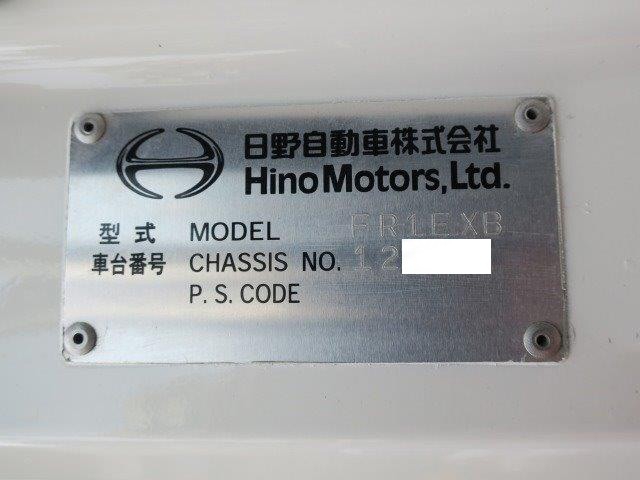 日野自動車株式会社
Hino Motors, Ltd.
型式 MODEL FR1EXB
車台番号 CHASSIS NO. 12
P. S. CODE